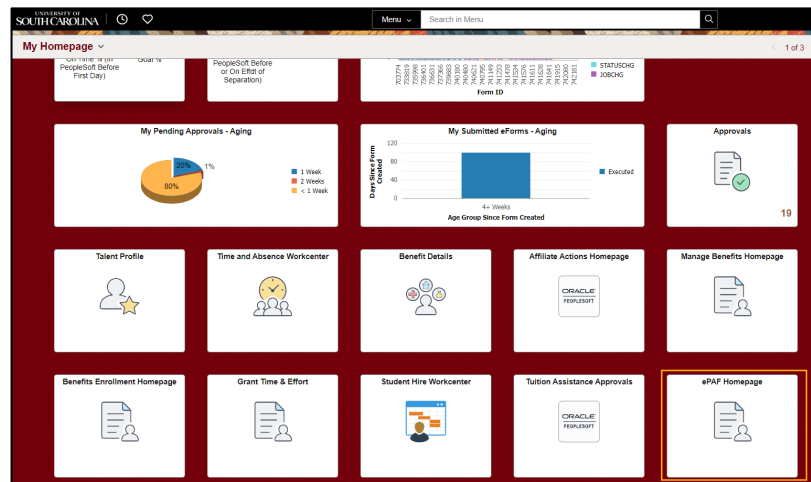 UNIVERSITY OF
SOUTH CAROLINA
Menu
Search in Menu
My Homepage
1 of 3
On Time % (in
PeopleSoft Before
First Day)
Goal %
PeopleSoft Before
or On Effdt of
Separation)
STATUSCHG
JOBCHG
Form ID
My Pending Approvals - Aging
20%
1%
80%
1 Week
2 Weeks
< 1 Week
My Submitted eForms - Aging
Days Since Form
Created
120
80
40
0
4+ Weeks
Age Group Since Form Created
Executed
Approvals
19
Talent Profile
Time and Absence Workcenter
Benefit Details
Affiliate Actions Homepage
ORACLE
PEOPLESOFT
Manage Benefits Homepage
Benefits Enrollment Homepage
Grant Time & Effort
Student Hire Workcenter
Tuition Assistance Approvals
ORACLE
PEOPLESOFT
ePAF Homepage